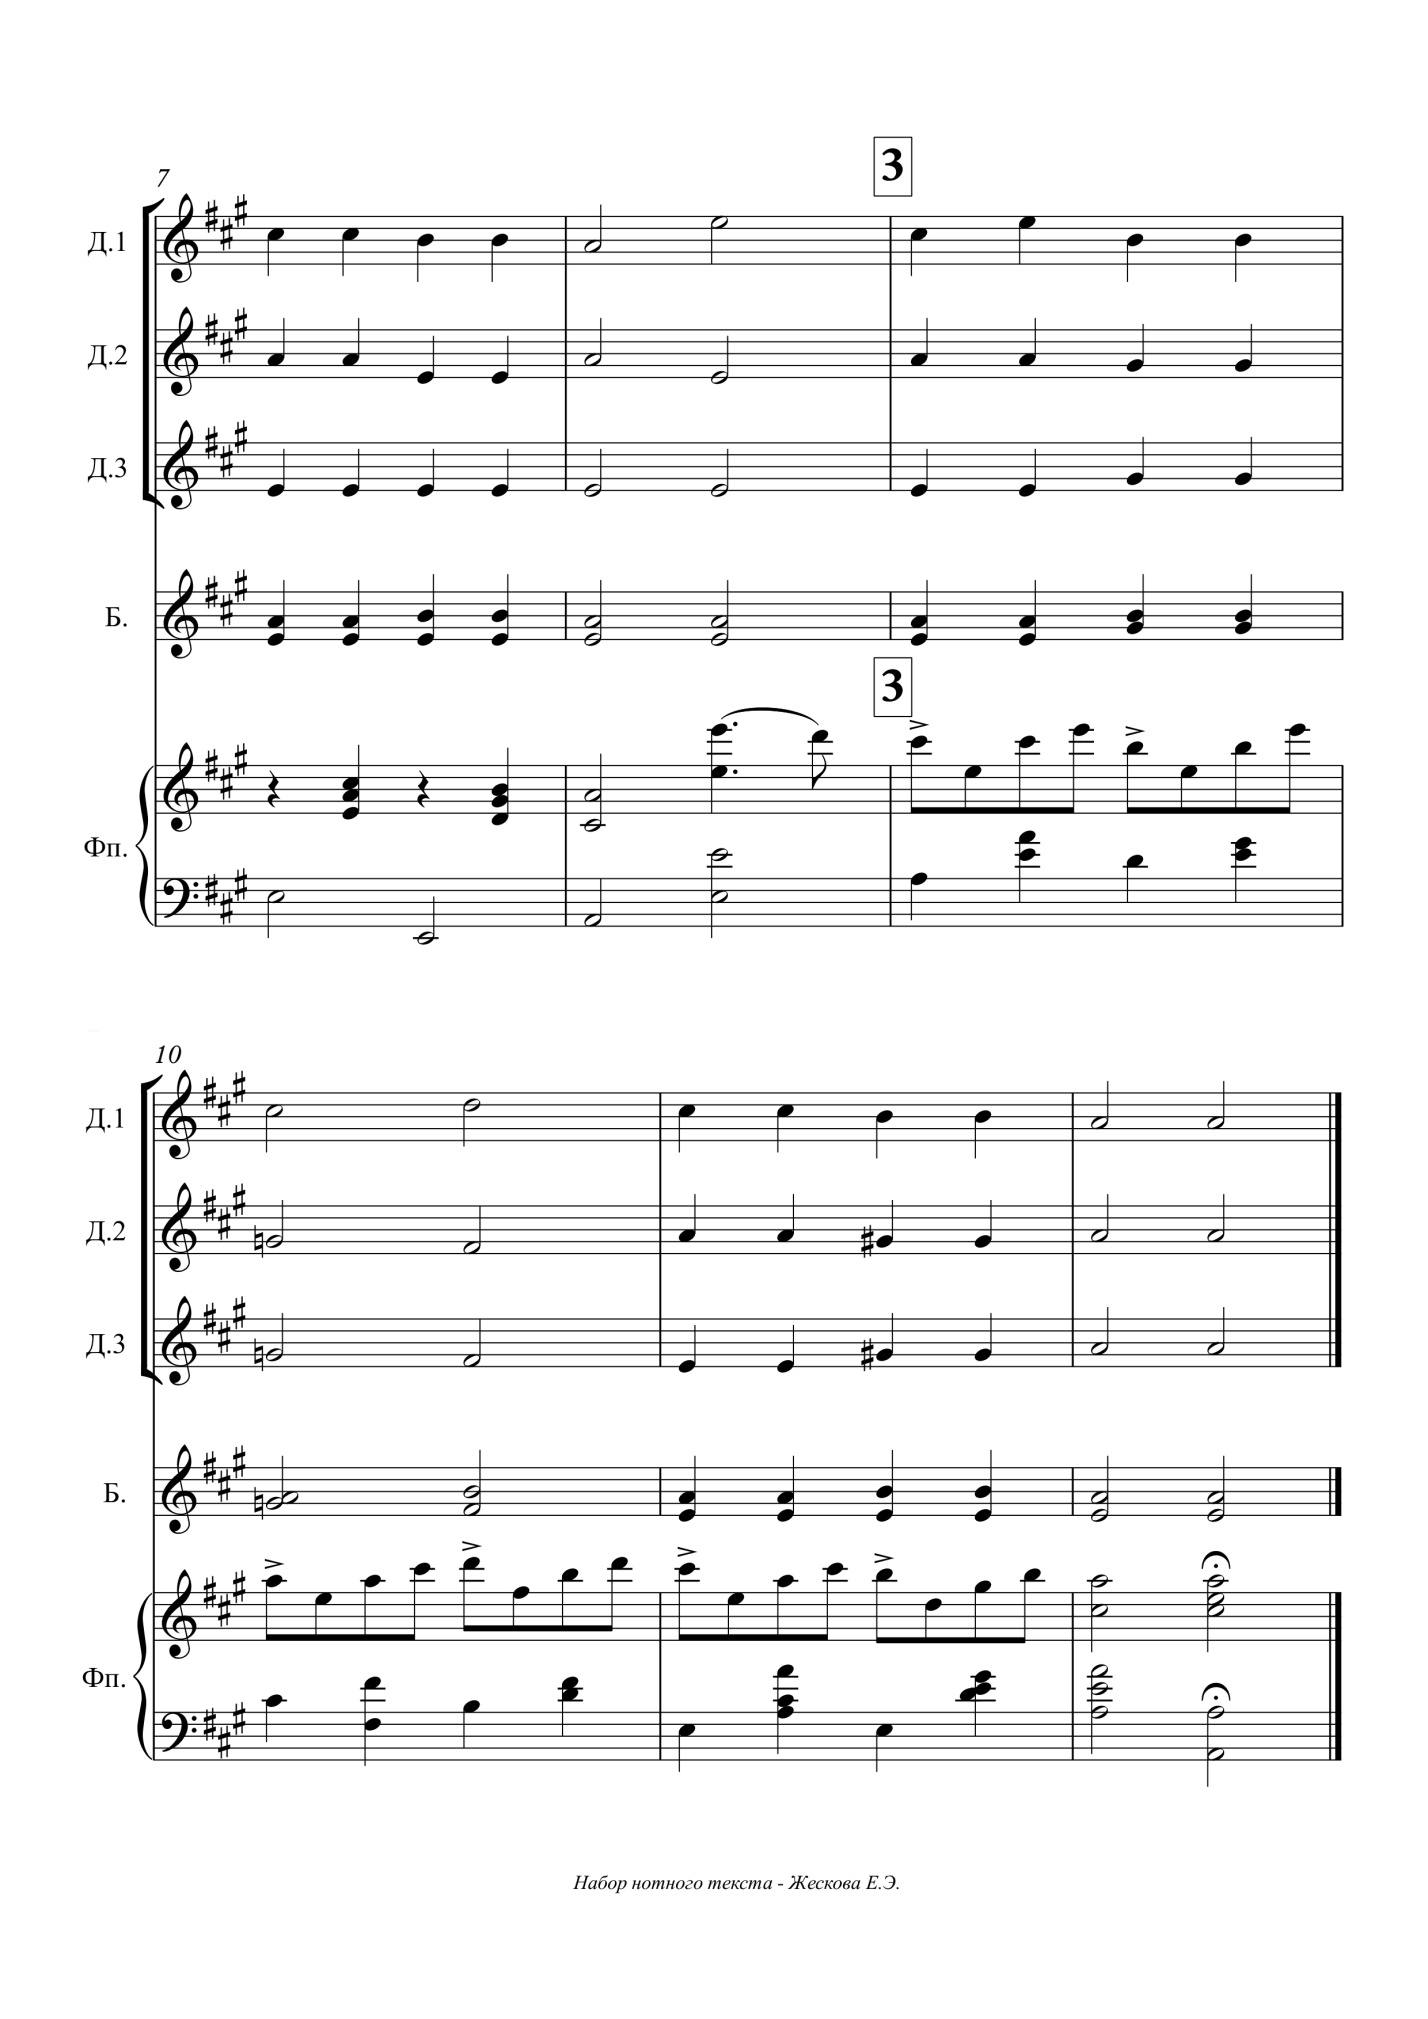 3
7
Д.1
Д.2
Д.3
Б.
3
Фп.
10
Д.1
Д.2
Д.3
Б.
Фп.
Набор нотного текста - Жескова Е.Э.